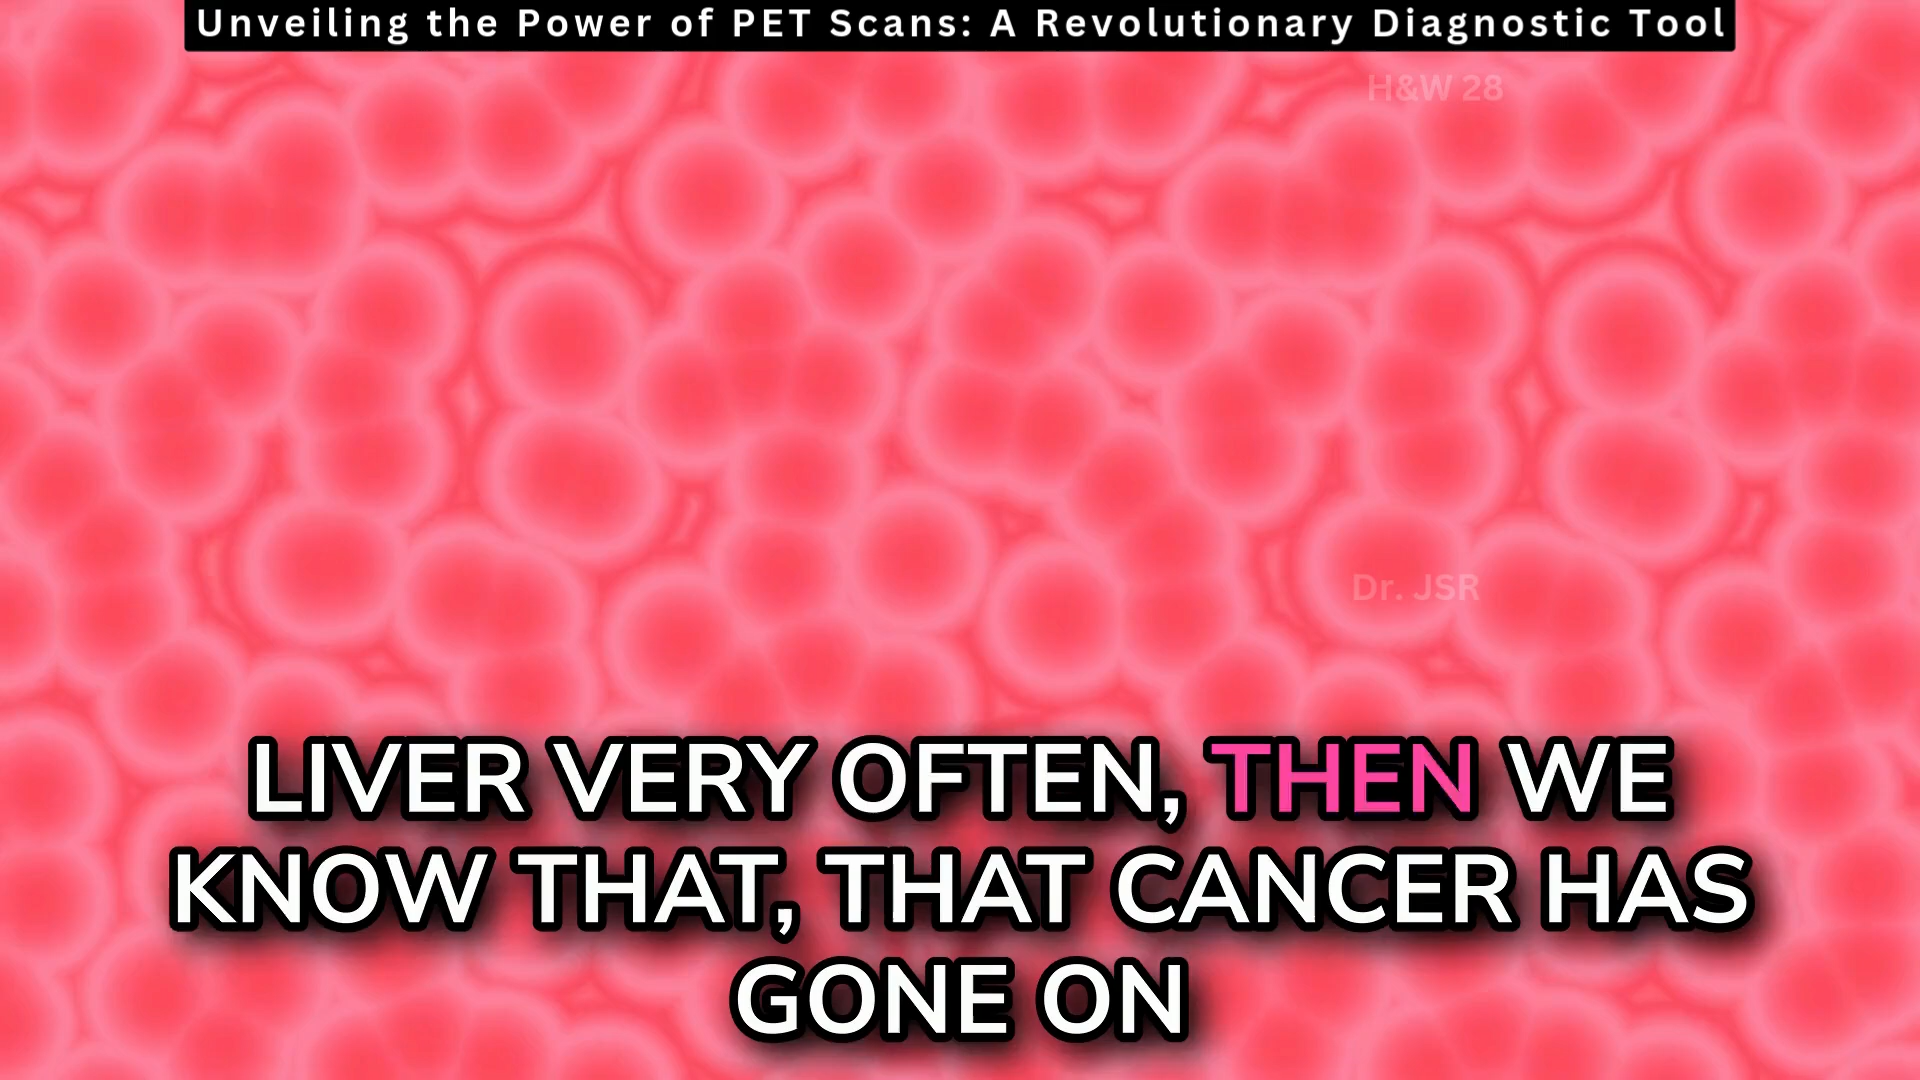 Unveiling the Power of PET Scans: A Revolutionary Diagnostic Tool
H&W 28
Dr. JSR
LIVER VERY OFTEN, THEN WE
KNOW THAT, THAT CANCER HAS
GONE ON